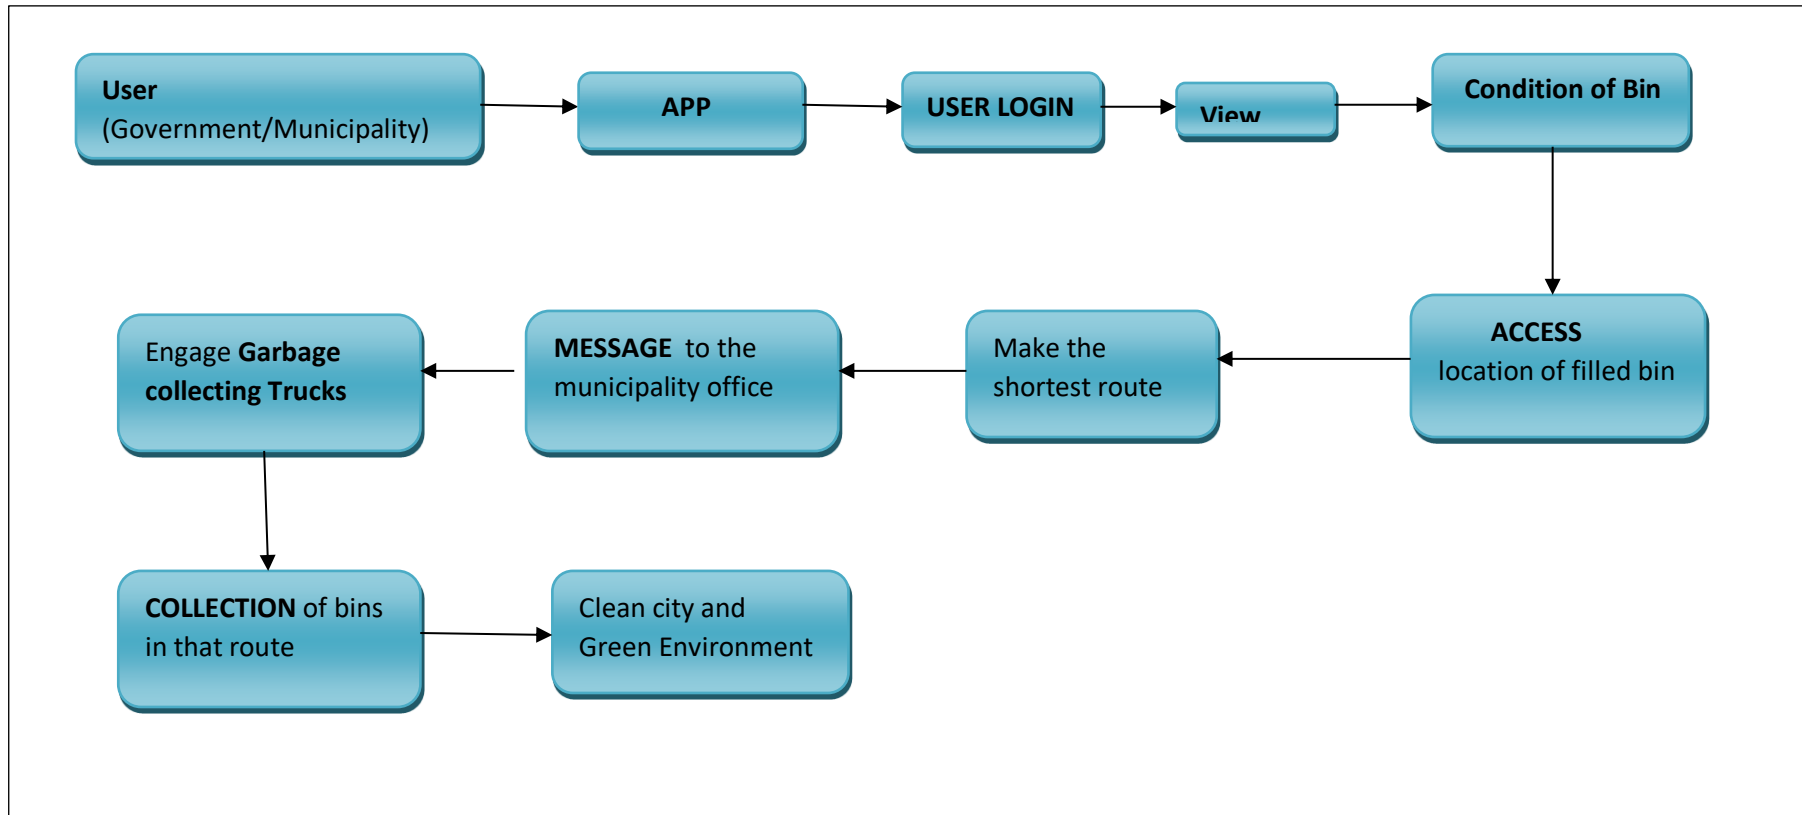 User
(Government/Municipality)
APP
USER LOGIN
View
Condition of Bin
ACCESS
location of filled bin
Make the
shortest route
MESSAGE to the
municipality office
Engage Garbage
collecting Trucks
COLLECTION of bins
in that route
Clean city and
Green Environment